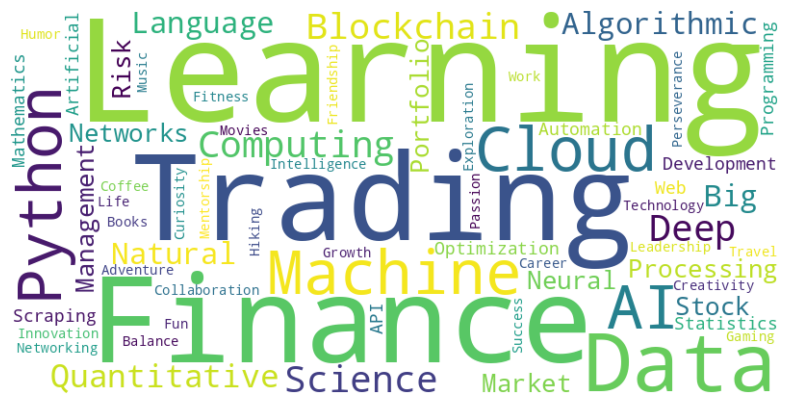 Humor
Language
Blockchain
Algorithmic
Learning
Artificial
Risk
Music
Fitness
Friendship
Portfolio
Work
Programming
Perseverance
Mathematics
Python
Networks
Movies
Computing
Intelligence
Exploration
Cloud
Automation
Development
Management
Coffee
Life
Books
Curiosity
Mentorship
Trading
Hiking
Passion
Web
Big
Technology
Deep
Natural
Growth
Optimization
Leadership
Travel
Adventure
Machine
Career
Neural
Processing
Collaboration
Creativity
Finance
API
AI
Stock
Scraping
Fun
Success
Statistics
Innovation
Balance
Gaming
Networking
Quantitative
Science
Market
Data